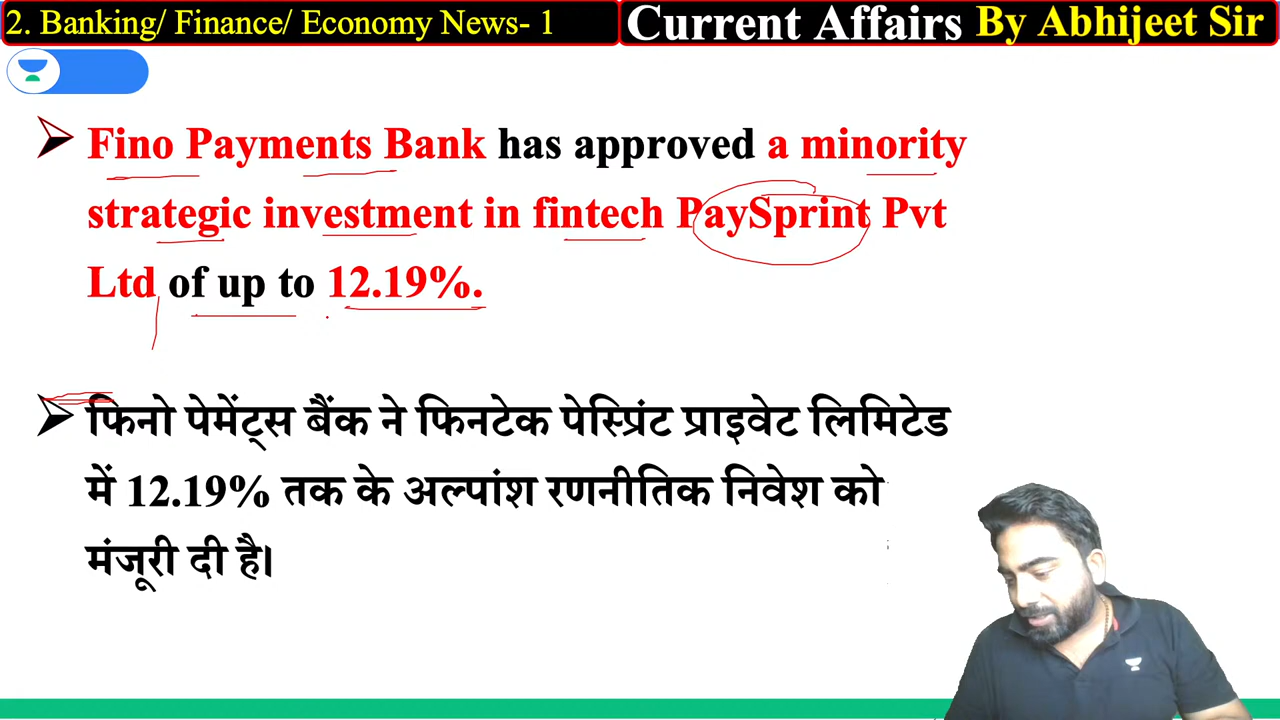 2. Banking/ Finance/ Economy News- 1
Current Affairs By Abhijeet Sir
Fino Payments Bank has approved a minority
strategic investment in fintech PaySprint Pvt
Ltd of up to 12.19%.
फिनो पेमेंट्स बैंक ने फिनटेक पेस्प्रिंट प्राइवेट लिमिटेड
में 12.19% तक के अल्पांश रणनीतिक निवेश को
मंजूरी दी है।